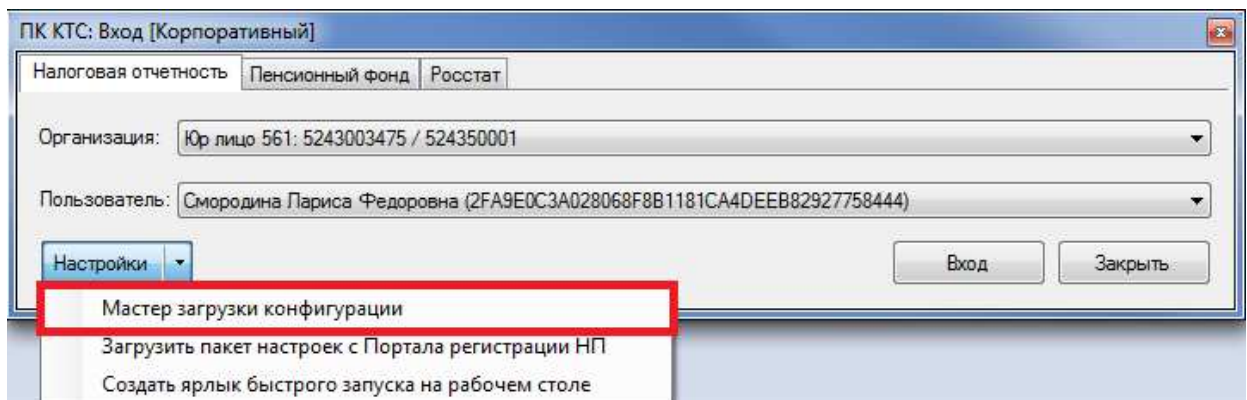 ПК КТС: Вход [Корпоративный]
Налоговая отчетность Пенсионный фонд Росстат
Организация: Юр лицо 561: 5243003475 / 524350001
Пользователь: Смородина Лариса Федоровна (2FA9E0C3A028068F8B1181CA4DEEB82927758444)
Настройки Вход Закрыть
Мастер загрузки конфигурации
Загрузить пакет настроек с Портала регистрации НП
Создать ярлык быстрого запуска на рабочем столе